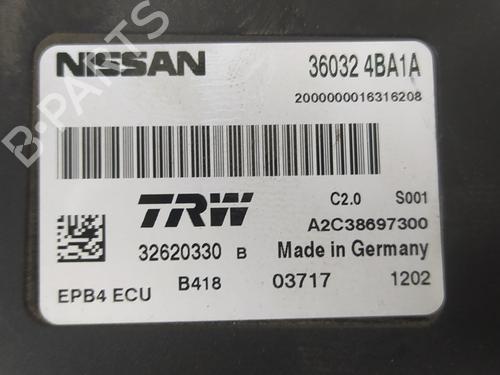 NISSAN 36032 4BA1A
2000000016316208
TRW C2.0 S001
A2C38697300
32620330 B Made in Germany
EPB4 ECU B418 03717 1202
B-PARTS